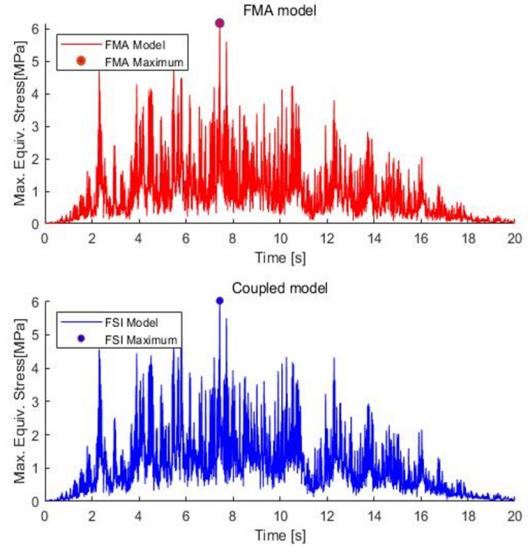 FMA model
6
5
4
3
2
1
0
Max. Equiv. Stress[MPa]
FMA Model
FMA Maximum
0 2 4 6 8 10 12 14 16 18 20
Time [s]
Coupled model
6
5
4
3
2
1
0
Max. Equiv. Stress[MPa]
FSI Model
FSI Maximum
0 2 4 6 8 10 12 14 16 18 20
Time [s]